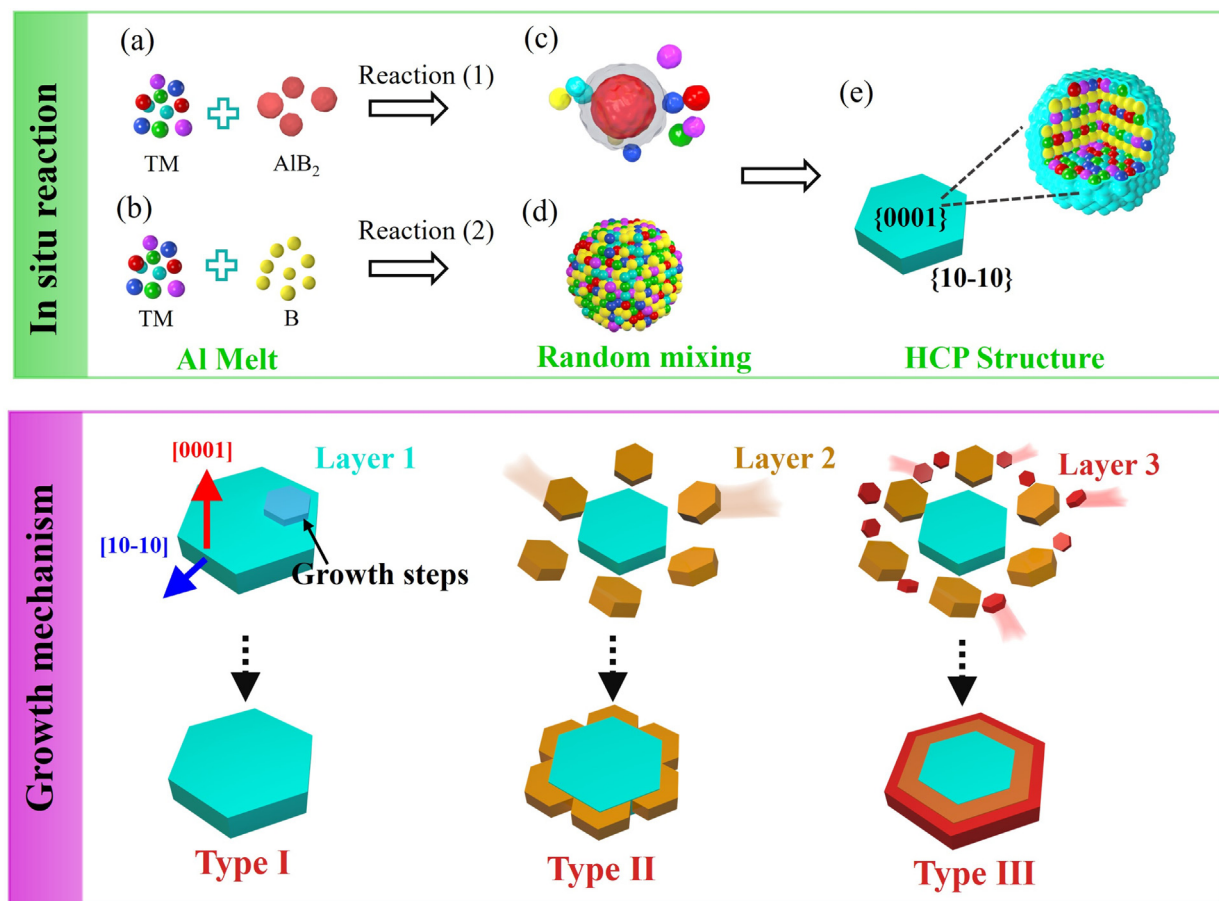 In situ reaction
(a)
TM
AlB₂
Reaction (1)
(b)
TM
B
Reaction (2)
Al Melt
(c)
(d)
Random mixing
(e)
{0001}
{10-10}
HCP Structure
Growth mechanism
[0001]
[10-10]
Layer 1
Growth steps
Type I
Layer 2
Type II
Layer 3
Type III